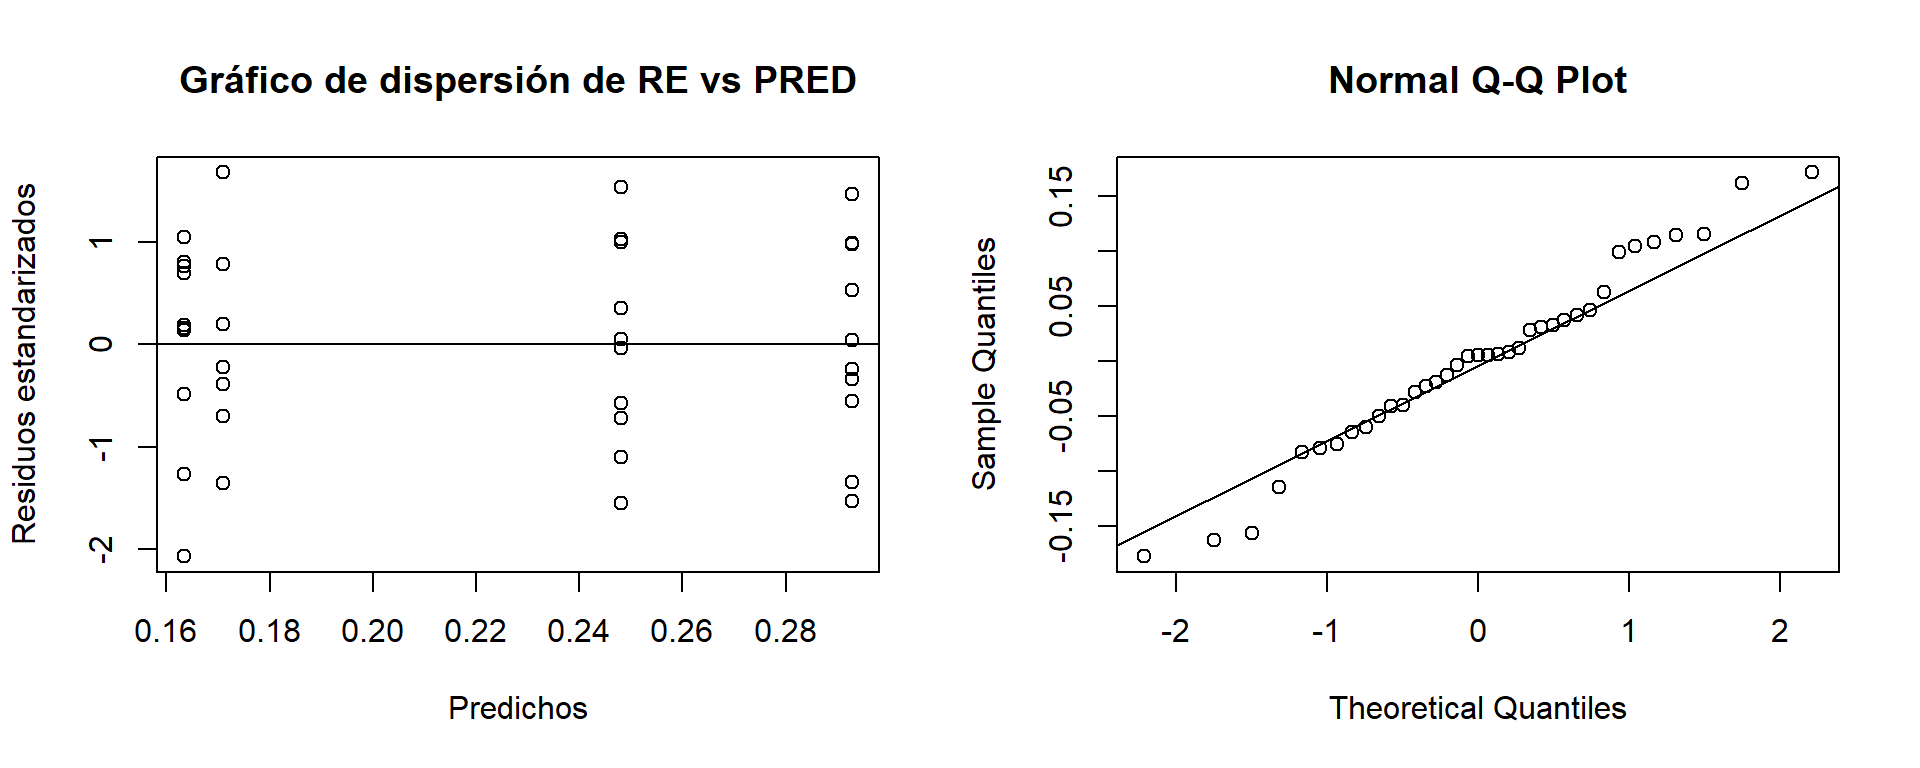 Gráfico de dispersión de RE vs PRED
Residuos estandarizados
1
0
-1
-2
0.16 0.18 0.20 0.22 0.24 0.26 0.28
Predichos
Normal Q-Q Plot
Sample Quantiles
0.15
0.05
-0.05
-0.15
-2 -1 0 1 2
Theoretical Quantiles